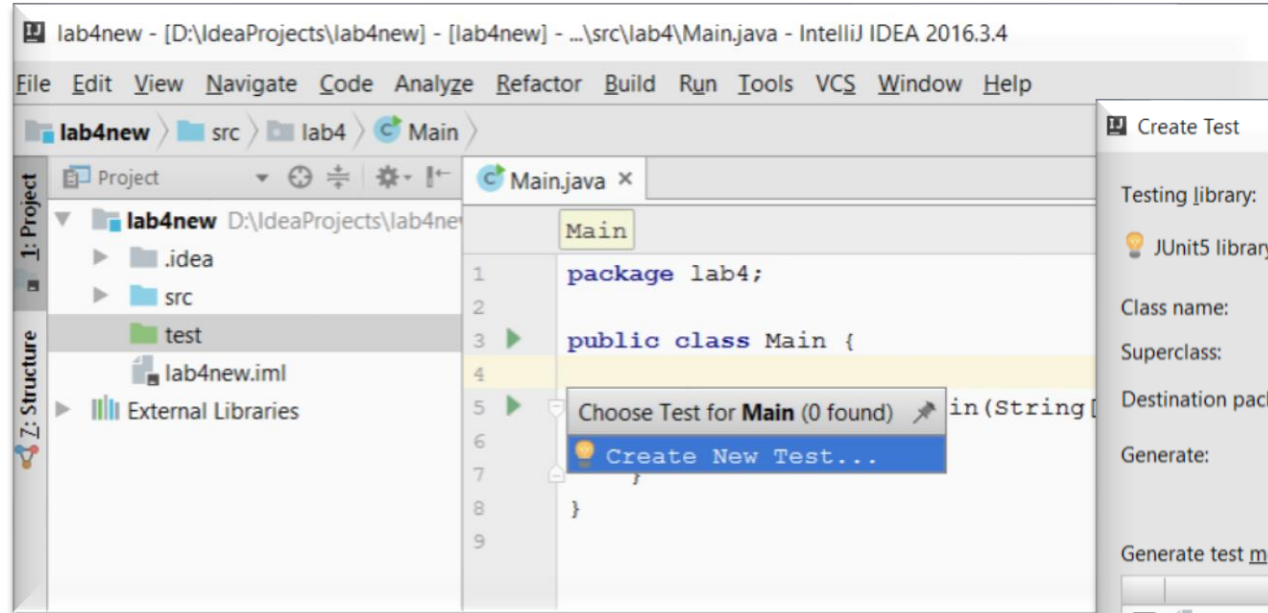 lab4new - [D:\IdeaProjects\lab4new] - [lab4new] - ...\src\lab4\Main.java - IntelliJ IDEA 2016.3.4
File Edit View Navigate Code Analyze Refactor Build Run Tools VCS Window Help
lab4new src lab4 Main
1: Project
Z: Structure
Project
lab4new D:\IdeaProjects\lab4ne
.idea
src
test
lab4new.iml
External Libraries
Main.java ×
Main
1 package lab4;
2
3 public class Main {
4
5 in(String[
6
7 }
8 }
9
Choose Test for Main (0 found)
Create New Test...
Create Test
Testing library:
JUnit5 library
Class name:
Superclass:
Destination pac
Generate:
Generate test m